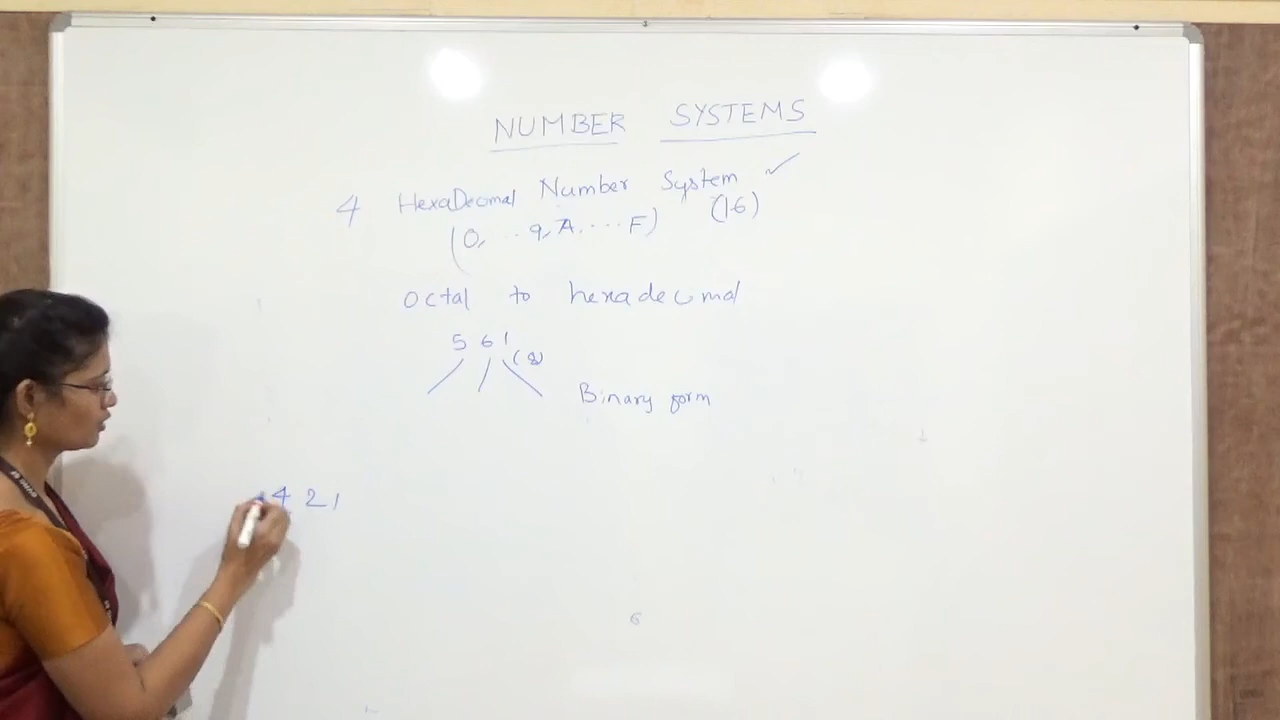 NUMBER SYSTEMS
4 HexaDecimal Number System ✓
(0, .. 9, A, .... F) (16)
Octal to hexadecimal
5 6 1 (8)
Binary form
4 2 1
6